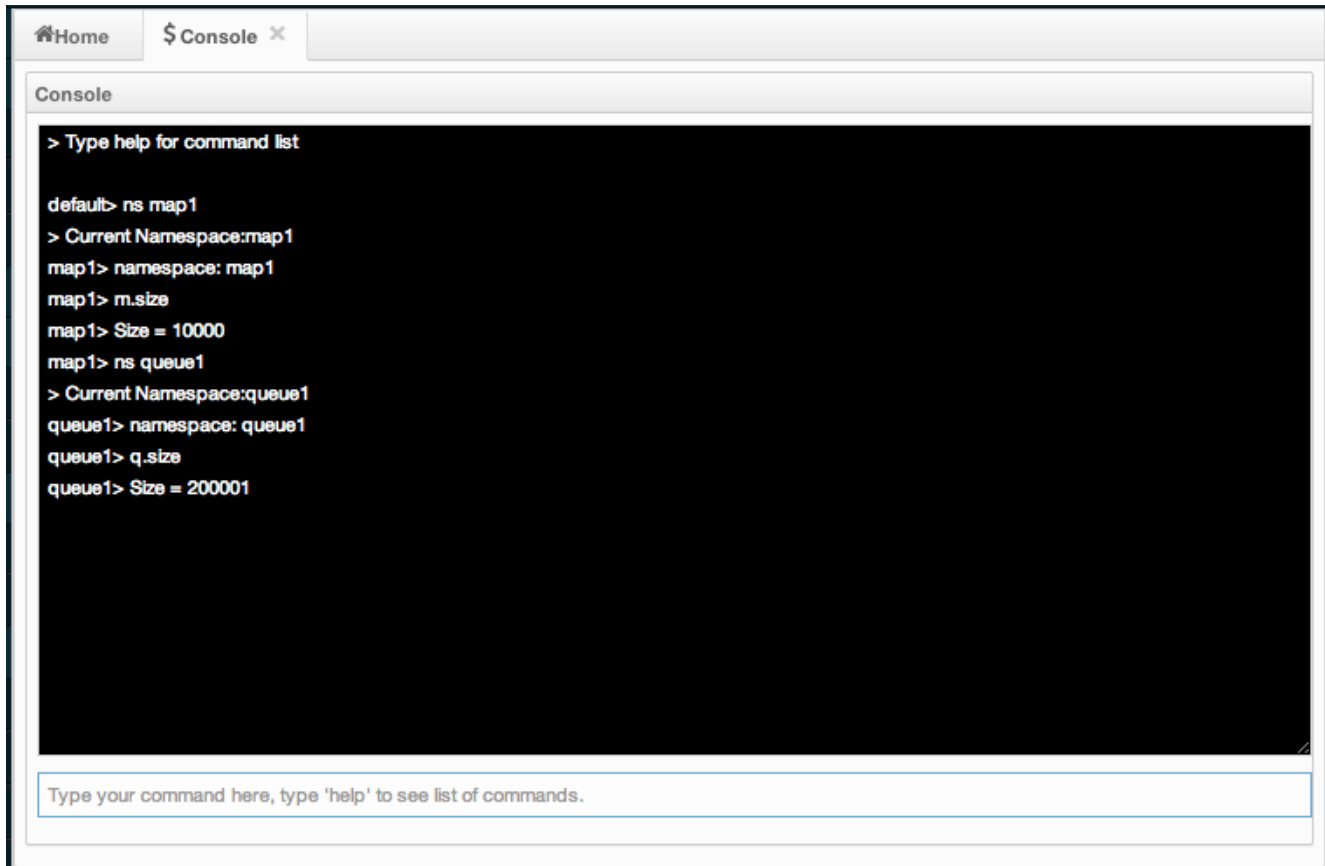 Home $ Console ×
Console
> Type help for command list
default> ns map1
> Current Namespace:map1
map1> namespace: map1
map1> m.size
map1> Size = 10000
map1> ns queue1
> Current Namespace:queue1
queue1> namespace: queue1
queue1> q.size
queue1> Size = 200001
Type your command here, type 'help' to see list of commands.